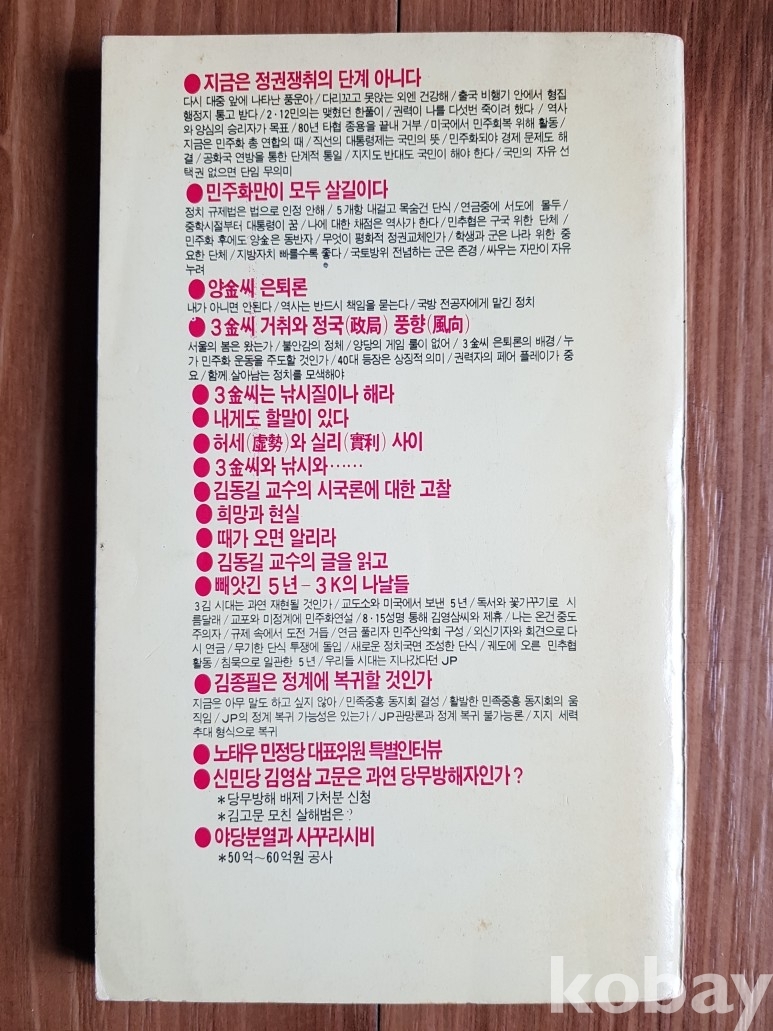 ●지금은 정권쟁취의 단계 아니다
다시 대중 앞에 나타난 풍운아/다리꼬고 못앉는 외엔 건강해/출국 비행기 안에서 형집
행정지 통고 받다/2·12민의는 맺혔던 한풀이/권력이 나를 다섯번 죽이려 했다/역사
와 양심의 승리자가 목표/80년 타협 종용을 끝내 거부/미국에서 민주회복 위해 활동/
지금은 민주화 총 연합의 때/직선의 대통령제는 국민의 뜻/민주화되야 경제 문제도 해
결/공화국 연방을 통한 단계적 통일/지지도 반대도 국민이 해야 한다/국민의 자유 선
택권 없으면 단임 무의미
●민주화만이 모두 살길이다
정치 규제법은 법으로 인정 안해/5개항 내걸고 목숨건 단식/연금중에 서도에 몰두/
중학시절부터 대통령이 꿈/나에 대한 채점은 역사가 한다/민추협은 구국 위한 단체/
민주화 후에도 양金은 동반자/무엇이 평화적 정권교체인가/학생과 군은 나라 위한 중
요한 단체/지방자치 빠를수록 좋다/국토방위 전념하는 군은 존경/싸우는 자만이 자유
누려
●양金씨 은퇴론
내가 아니면 안된다/역사는 반드시 책임을 묻는다/국방 전공자에게 맡긴 정치
●3金씨 거취와 정국(政局) 풍향(風向)
서울의 봄은 왔는가/불안감의 정체/양당의 게임 룰이 없어/3金씨 은퇴론의 배경/누
가 민주화 운동을 주도할 것인가/40대 등장은 상징적 의미/권력자의 페어 플레이가 중
요/함께 살아남는 정치를 모색해야
●3金씨는 낚시질이나 해라
●내게도 할말이 있다
●허세(虛勢)와 실리(實利) 사이
●3金씨와 낚시와……
●김동길 교수의 시국론에 대한 고찰
●희망과 현실
●때가 오면 알리라
●김동길 교수의 글을 읽고
●빼앗긴 5년-3K의 나날들
3김 시대는 과연 재현될 것인가/교도소와 미국에서 보낸 5년/독서와 꽃가꾸기로 시
름달래/교포와 미정계에 민주화연설/8·15성명 통해 김영삼씨와 제휴/나는 온건 중도
주의자/규제 속에서 도전 거듭/연금 풀리자 민주산악회 구성/외신기자와 회견으로 다
시 연금/무기한 단식 투쟁에 돌입/새로운 정치국면 조성한 단식/궤도에 오른 민추협
활동/침묵으로 일관한 5년/우리들 시대는 지나갔다던 JP
●김종필은 정계에 복귀할 것인가
지금은 아무 말도 하고 싶지 않아/민족중흥 동지회 결성/활발한 민족중흥 동지회의 움
직임/JP의 정계 복귀 가능성은 있는가/JP관망론과 정계 복귀 불가능론/지지 세력
추대 형식으로 복귀
●노태우 민정당 대표위원 특별인터뷰
●신민당 김영삼 고문은 과연 당무방해자인가?
*당무방해 배제 가처분 신청
*김고문 모친 살해범은?
●야당분열과 사꾸라시비
*50억~60억원 공사
kobay